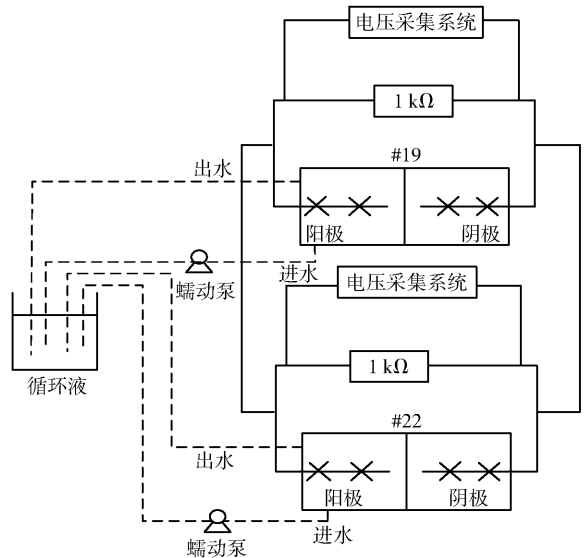 电压采集系统
1 kΩ
#19
出水
阳极
阴极
进水
蠕动泵
电压采集系统
循环液
1 kΩ
#22
出水
阳极
阴极
进水
蠕动泵